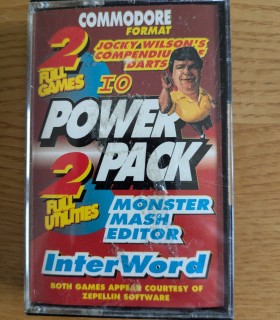 COMMODORE
FORMAT
2
FULL
GAMES
JOCKY WILSON'S
COMPENDIUM OF
DARTS
IO
POWER
PACK
2
FULL
UTILITIES
MONSTER
MASH
EDITOR
InterWord
BOTH GAMES APPEAR COURTESY OF
ZEPELLIN SOFTWARE